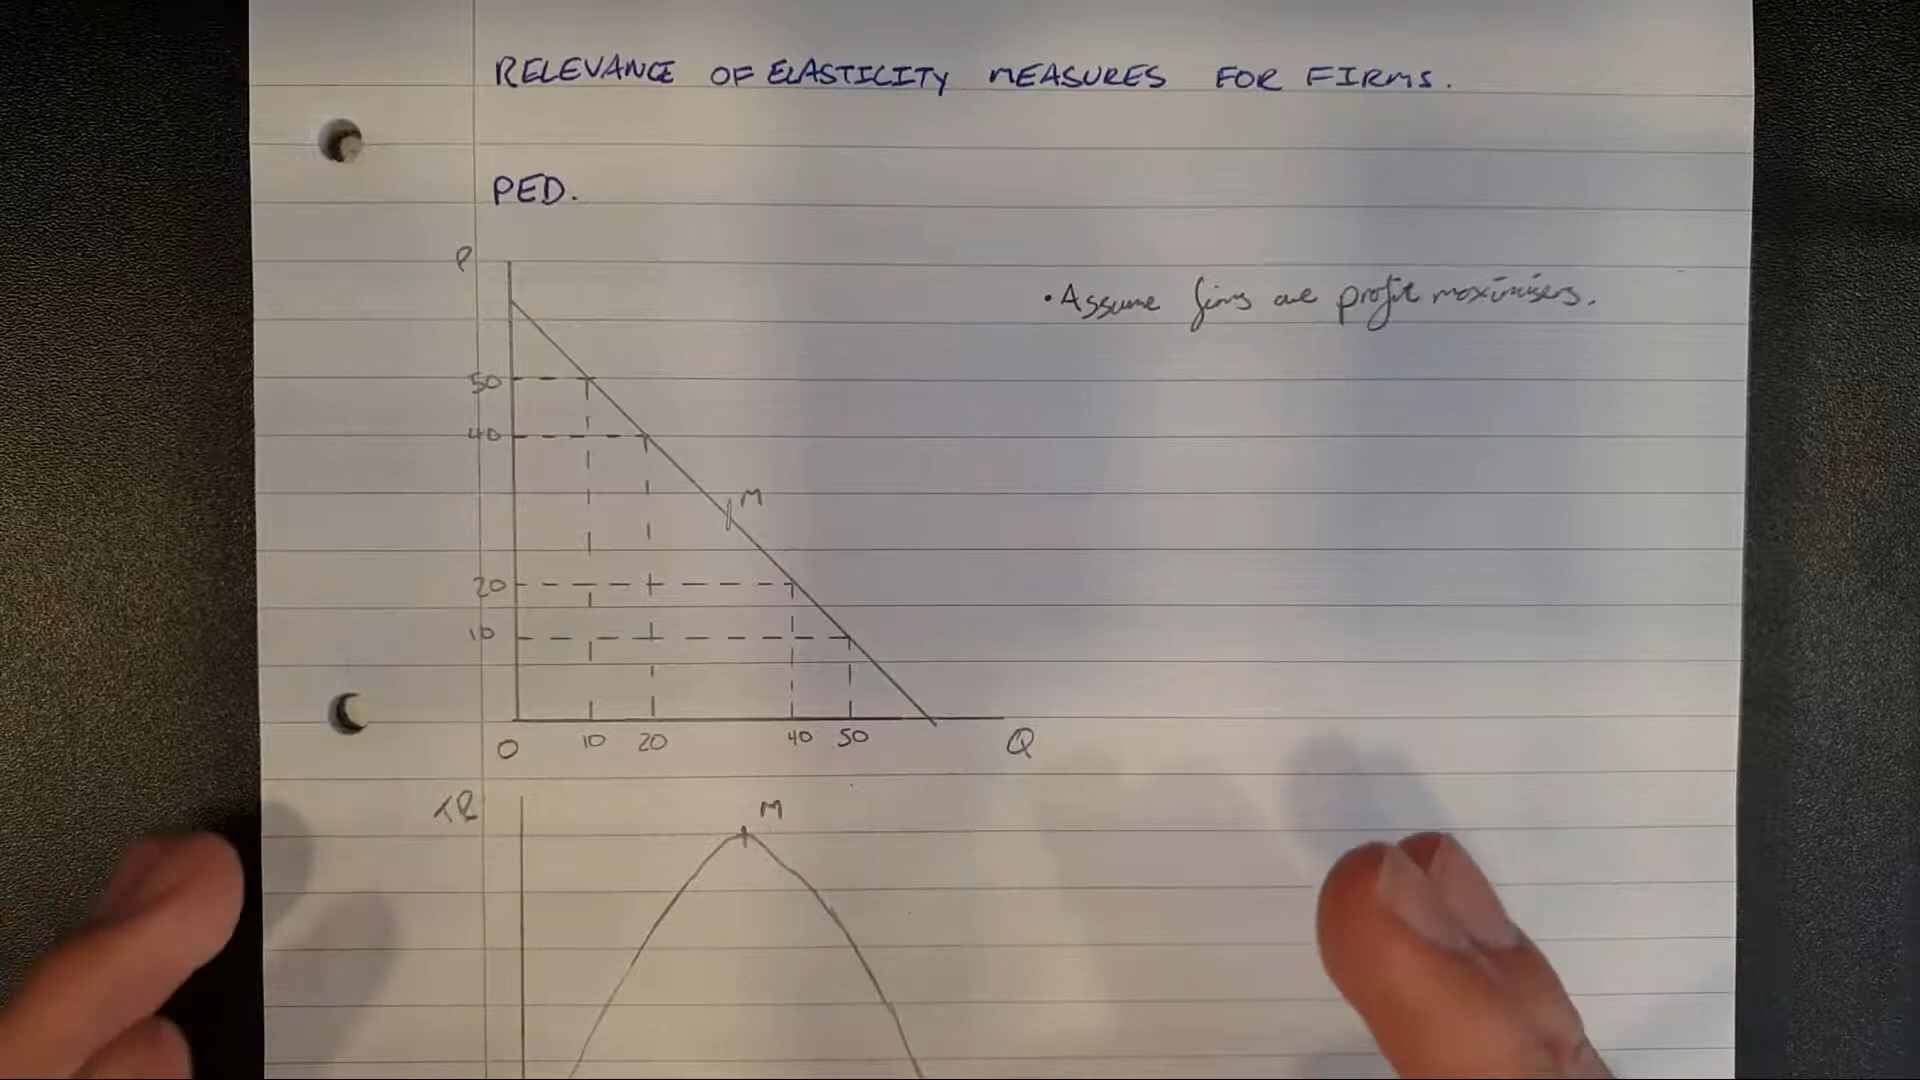 RELEVANCE OF ELASTICITY MEASURES FOR FIRMS.
PED.
P
• Assume firms are profit maximisers.
50
40
M
20
10
0 10 20 40 50 Q
TR M